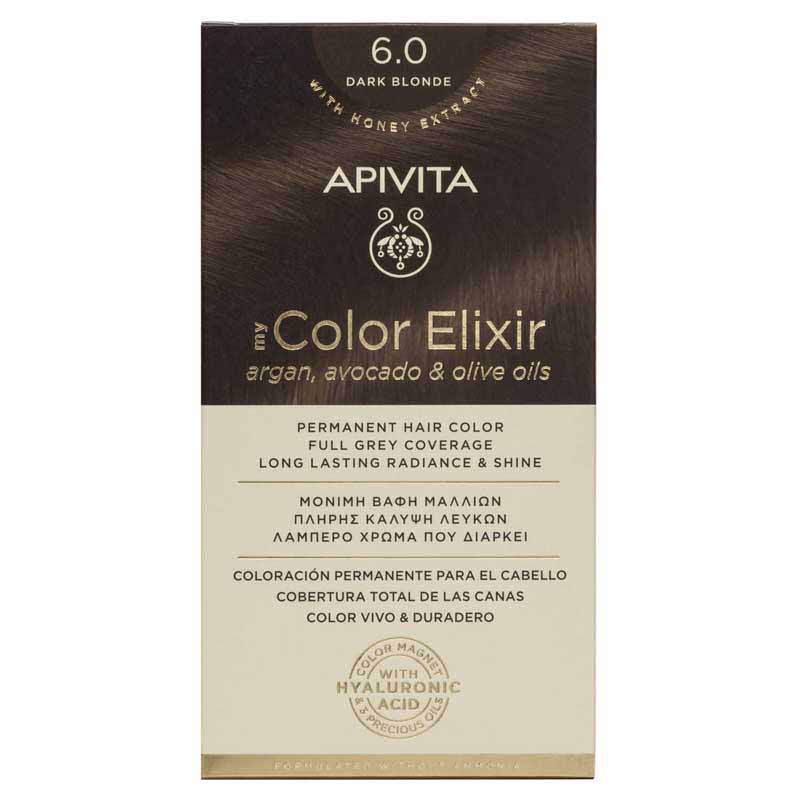 6.0
DARK BLONDE
WITH HONEY EXTRACT
APIVITA
my Color Elixir
argan, avocado & olive oils
PERMANENT HAIR COLOR
FULL GREY COVERAGE
LONG LASTING RADIANCE & SHINE
ΜΟΝΙΜΗ ΒΑΦΗ ΜΑΛΛΙΩΝ
ΠΛΗΡΗΣ ΚΑΛΥΨΗ ΛΕΥΚΩΝ
ΛΑΜΠΕΡΟ ΧΡΩΜΑ ΠΟΥ ΔΙΑΡΚΕΙ
COLORACIÓN PERMANENTE PARA EL CABELLO
COBERTURA TOTAL DE LAS CANAS
COLOR VIVO & DURADERO
COLOR MAGNET
WITH
HYALURONIC
ACID
& 3 PRECIOUS OILS
FORMULATED WITHOUT AMMONIA